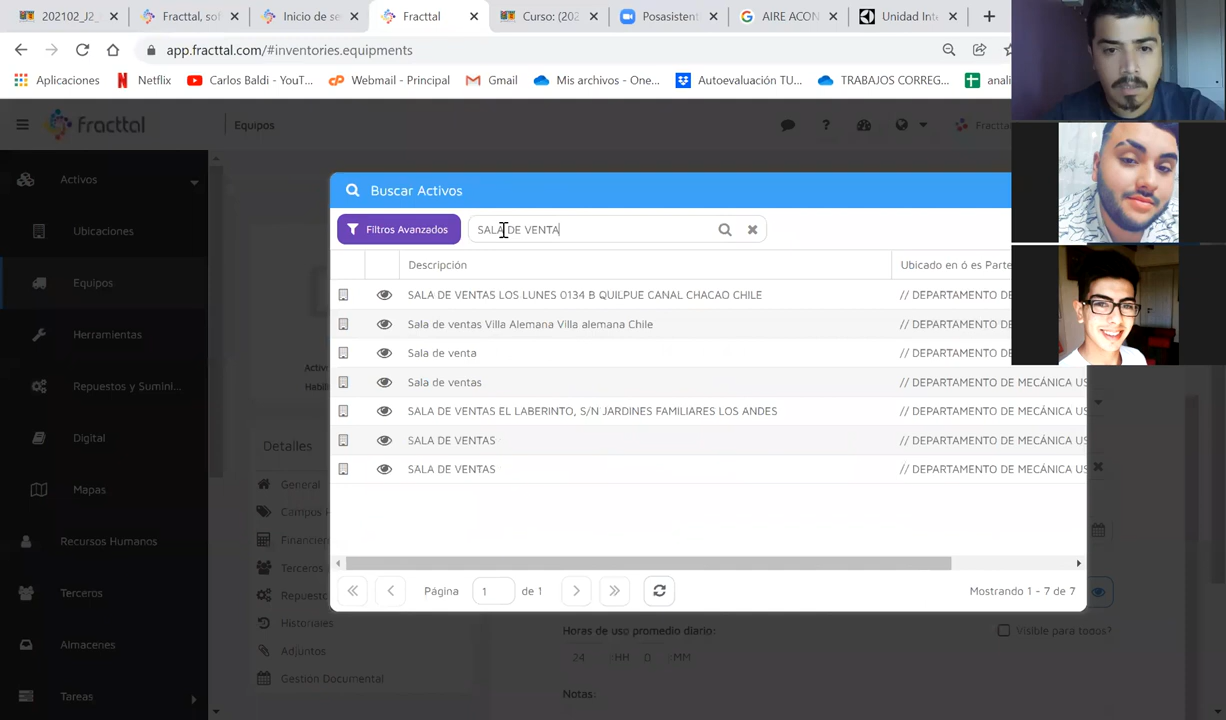 202102_J2_
Fracttal, sof
Inicio de se
Fracttal
Curso: (202
Posasistent
AIRE ACON
Unidad Inte
app.fracttal.com/#inventories.equipments
Aplicaciones
Netflix
Carlos Baldi - YouT...
Webmail - Principal
Gmail
Mis archivos - One...
Autoevaluación TU...
TRABAJOS CORREG...
anali
fracttal
Equipos
?
Fractta
Activos
Ubicaciones
Equipos
Herramientas
Repuestos y Sumini...
Digital
Mapas
Recursos Humanos
Terceros
Almacenes
Tareas
Buscar Activos
Filtros Avanzados
SALA DE VENTA
Descripción
Ubicado en ó es Parte
SALA DE VENTAS LOS LUNES 0134 B QUILPUE CANAL CHACAO CHILE
// DEPARTAMENTO DE
Sala de ventas Villa Alemana Villa alemana Chile
// DEPARTAMENTO DE
Sala de venta
// DEPARTAMENTO DE
Sala de ventas
// DEPARTAMENTO DE MECÁNICA US
SALA DE VENTAS EL LABERINTO, S/N JARDINES FAMILIARES LOS ANDES
// DEPARTAMENTO DE MECÁNICA US
SALA DE VENTAS
// DEPARTAMENTO DE MECÁNICA US
SALA DE VENTAS
// DEPARTAMENTO DE MECÁNICA US
Página
1
de 1
Mostrando 1 - 7 de 7
Activ
Habili
Detalles
General
Campos
Financier
Terceros
Repuesto
Historiales
Adjuntos
Gestion Documental
Horas de uso promedio diario:
24 :HH D :MM
Visible para todos?
Notas: